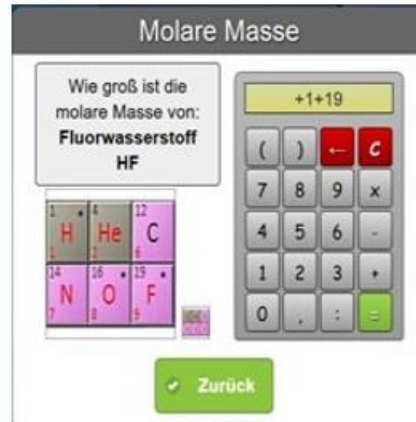 Molare Masse
Wie groß ist die
molare Masse von:
Fluorwasserstoff
HF
+1+19
( ) ← C
7 8 9 x
4 5 6 -
1 2 3 +
0 , : =
1 4 12
H He C
1 2 6
14 16 19
N O F
7 8 9
Zurück